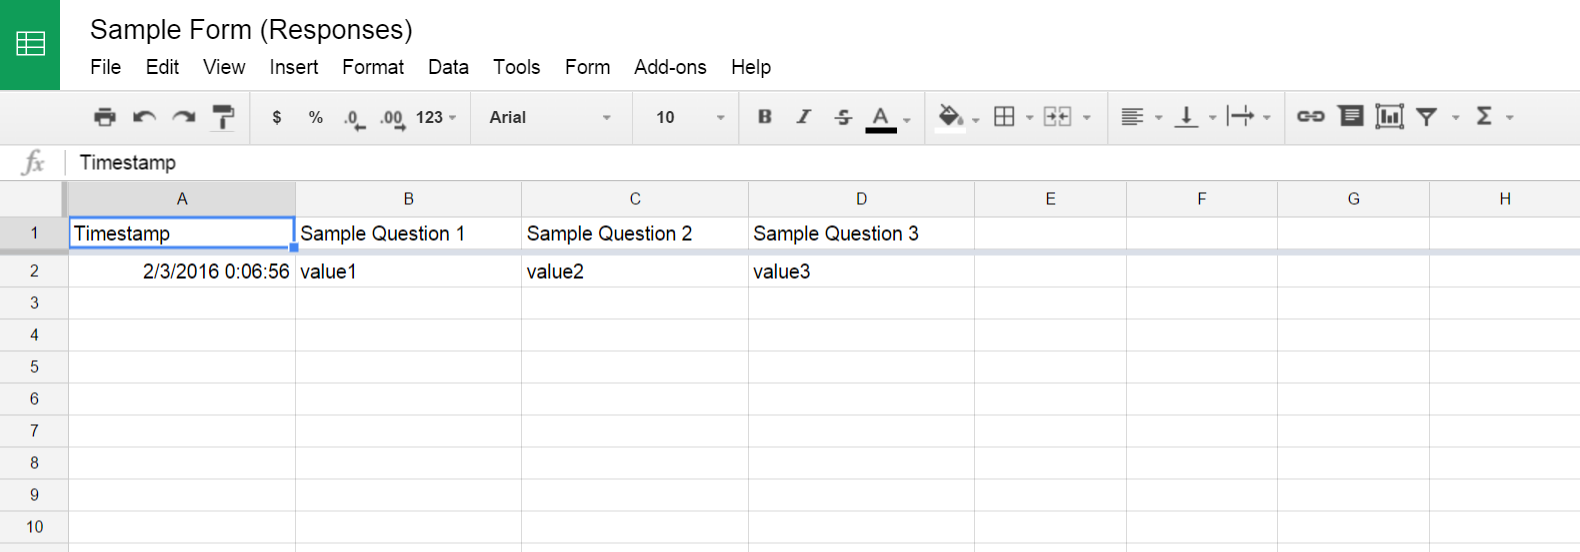 Sample Form (Responses)
File Edit View Insert Format Data Tools Form Add-ons Help
$ % .0 .00 123 Arial 10 B I S A Σ
fx Timestamp
A B C D E F G H
1 Timestamp Sample Question 1 Sample Question 2 Sample Question 3
2 2/3/2016 0:06:56 value1 value2 value3
3
4
5
6
7
8
9
10